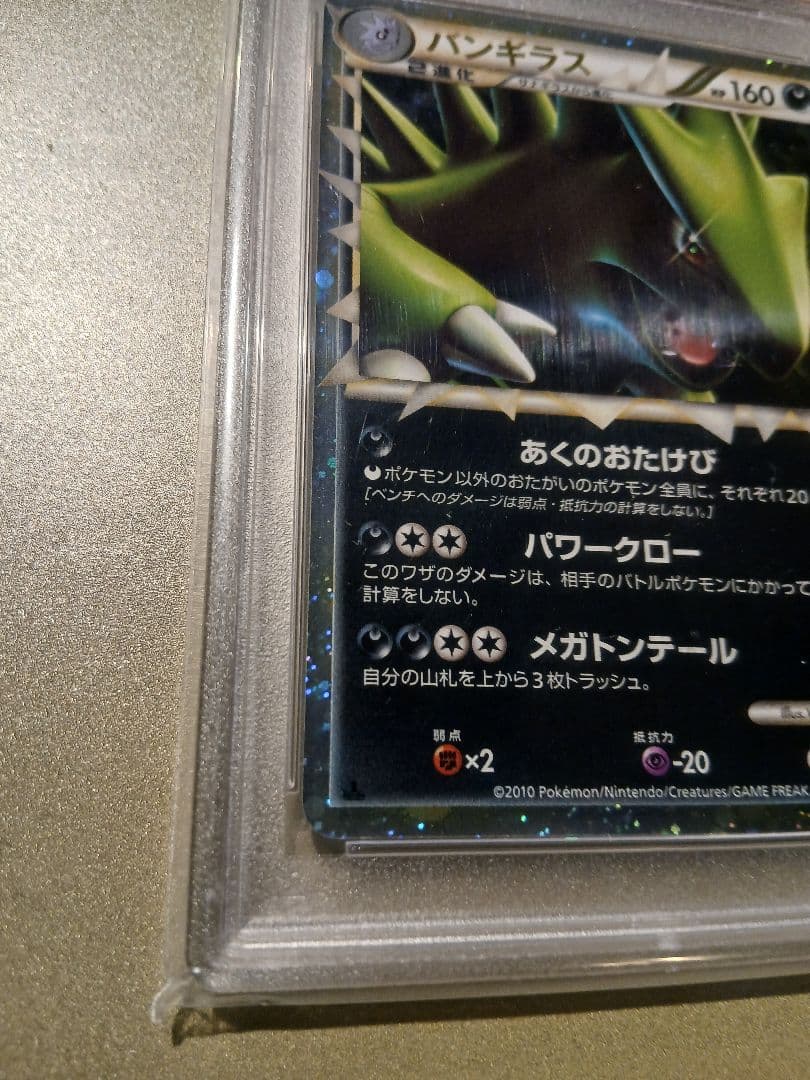 バンギラス
2進化
HP160
あくのおたけび
ポケモン以外のおたがいのポケモン全員に、それぞれ20
[ベンチへのダメージは弱点・抵抗力の計算をしない。]
パワークロー
このワザのダメージは、相手のバトルポケモンにかかって
計算をしない。
メガトンテール
自分の山札を上から3枚トラッシュ。
弱点
×2
抵抗力
-20
©2010 Pokémon/Nintendo/Creatures/GAME FREAK